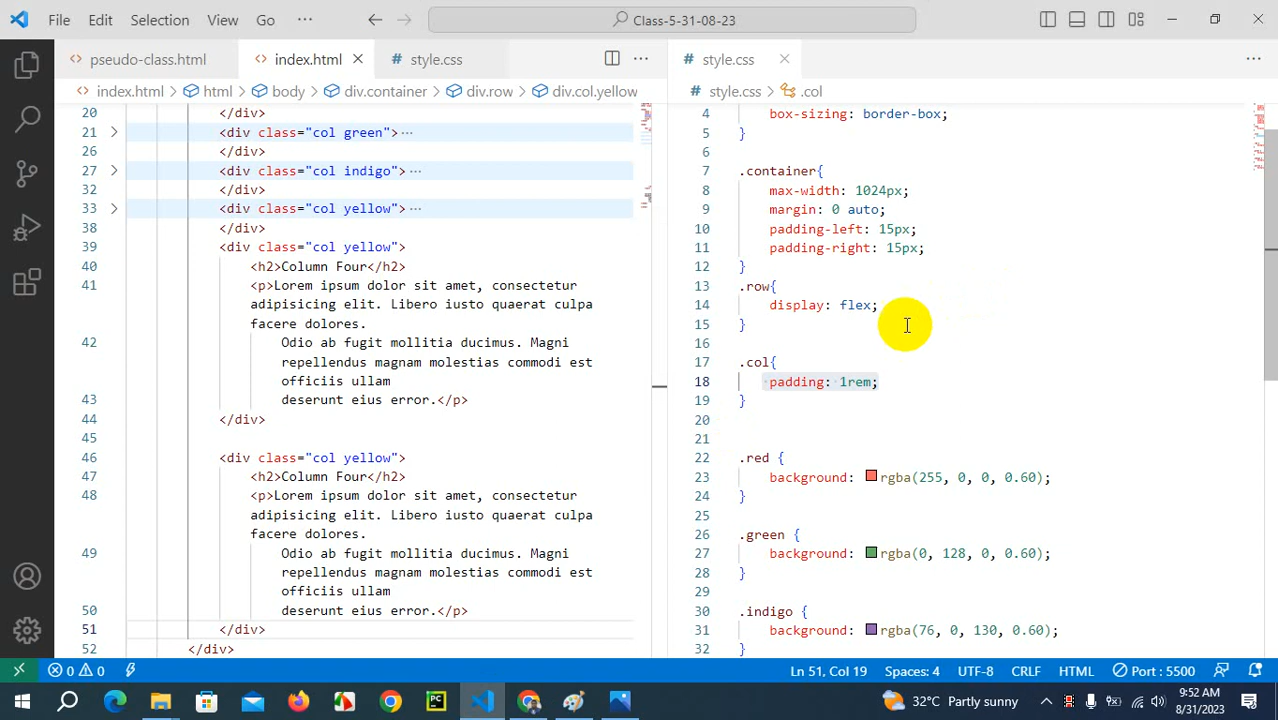 File Edit Selection View Go ··· Class-5-31-08-23
pseudo-class.html index.html # style.css ···
index.html > html > body > div.container > div.row > div.col.yellow
20 </div>
21 <div class="col green"> ···
26 </div>
27 <div class="col indigo"> ···
32 </div>
33 <div class="col yellow"> ···
38 </div>
39 <div class="col yellow">
40 <h2>Column Four</h2>
41 <p>Lorem ipsum dolor sit amet, consectetur
adipisicing elit. Libero iusto quaerat culpa
facere dolores.
42 Odio ab fugit mollitia ducimus. Magni
repellendus magnam molestias commodi est
officiis ullam
43 deserunt eius error.</p>
44 </div>
45
46 <div class="col yellow">
47 <h2>Column Four</h2>
48 <p>Lorem ipsum dolor sit amet, consectetur
adipisicing elit. Libero iusto quaerat culpa
facere dolores.
49 Odio ab fugit mollitia ducimus. Magni
repellendus magnam molestias commodi est
officiis ullam
50 deserunt eius error.</p>
51 </div>
52 </div>
# style.css ···
# style.css > .col
4 box-sizing: border-box;
5 }
6
7 .container{
8 max-width: 1024px;
9 margin: 0 auto;
10 padding-left: 15px;
11 padding-right: 15px;
12 }
13 .row{
14 display: flex;
15 }
16
17 .col{
18 padding: 1rem;
19 }
20
21
22 .red {
23 background: rgba(255, 0, 0, 0.60);
24 }
25
26 .green {
27 background: rgba(0, 128, 0, 0.60);
28 }
29
30 .indigo {
31 background: rgba(76, 0, 130, 0.60);
32 }
0 0 Ln 51, Col 19 Spaces: 4 UTF-8 CRLF HTML Port : 5500
PC 32°C Partly sunny 9:52 AM
8/31/2023